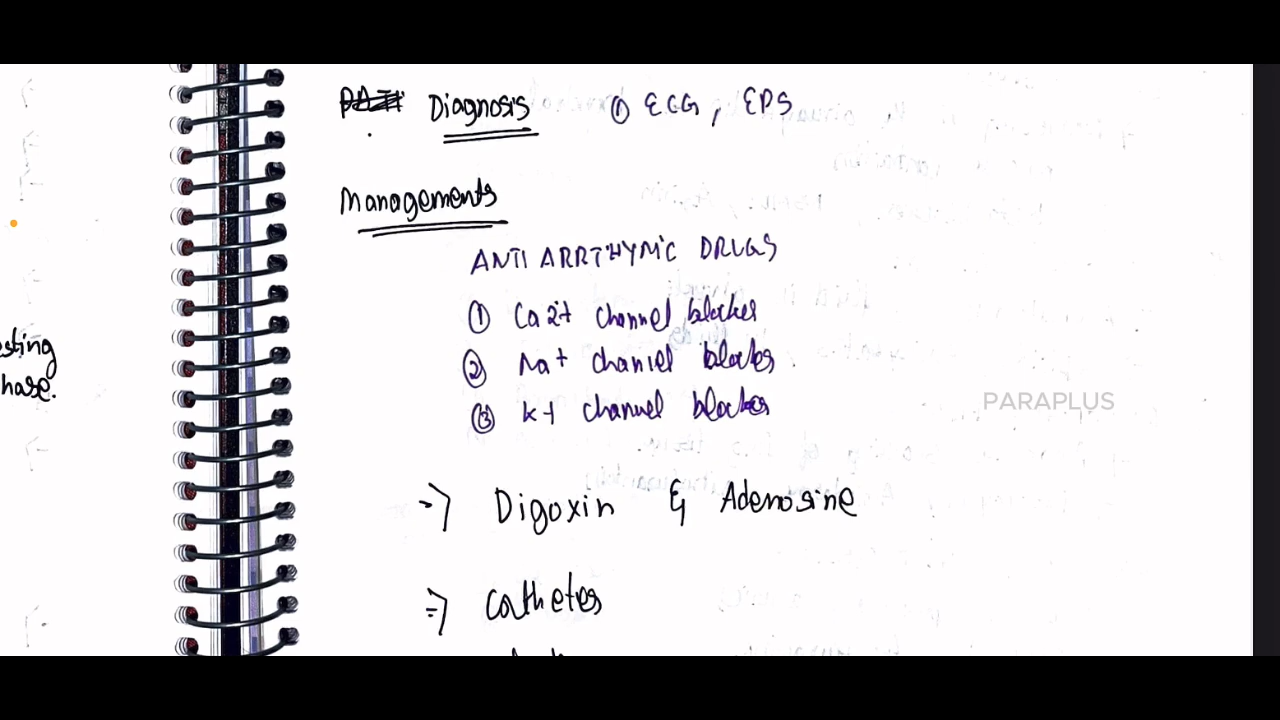 Diagnosis ① ECG, EPS
Managements
ANTI ARRTHYMIC DRUGS
① Ca2+ channel blocker
② Na+ channel blocker
③ K+ channel blocker
esting
hase.
PARAPLUS
=> Digoxin & Adenosine
=> Catheter